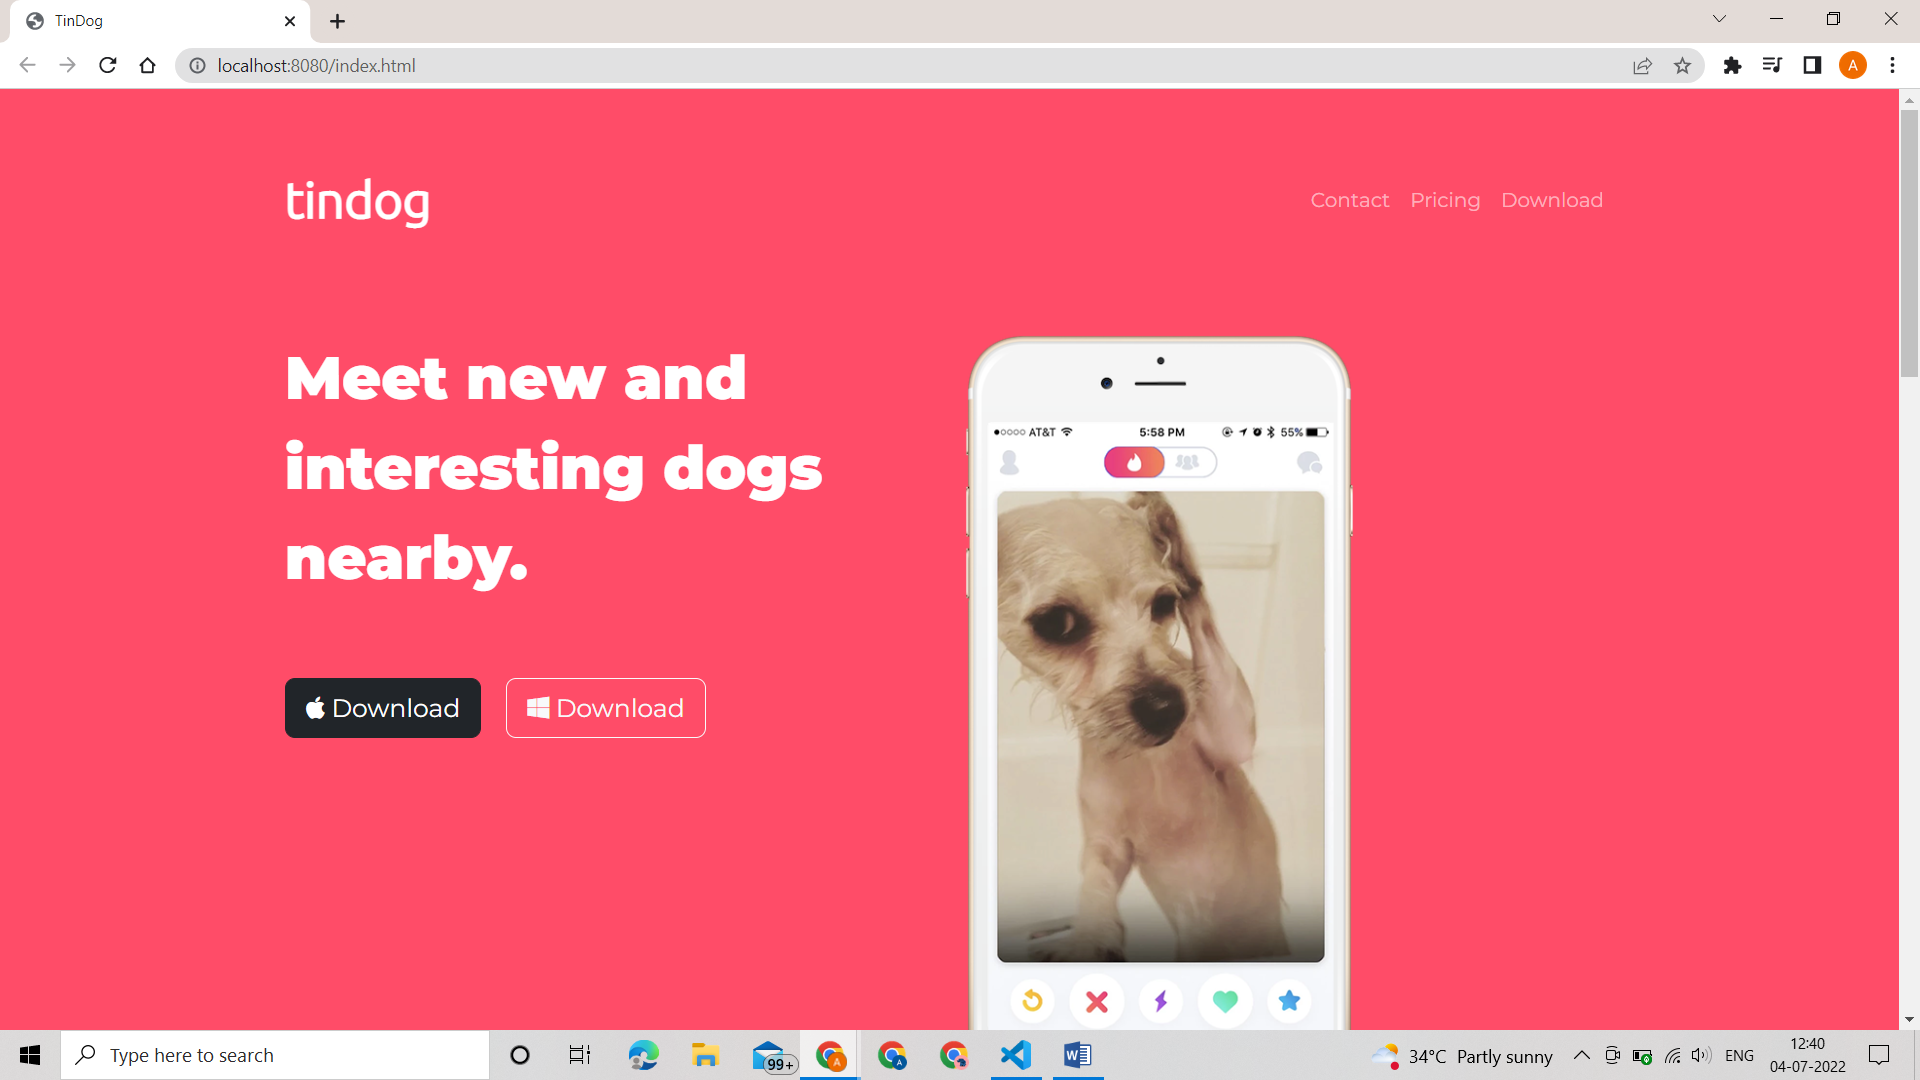 TinDog
localhost:8080/index.html
A
tindog
Contact Pricing Download
Meet new and
interesting dogs
nearby.
Download Download
AT&T 5:58 PM 55%
Type here to search
99+
A
A
W
34°C Partly sunny
ENG
12:40
04-07-2022